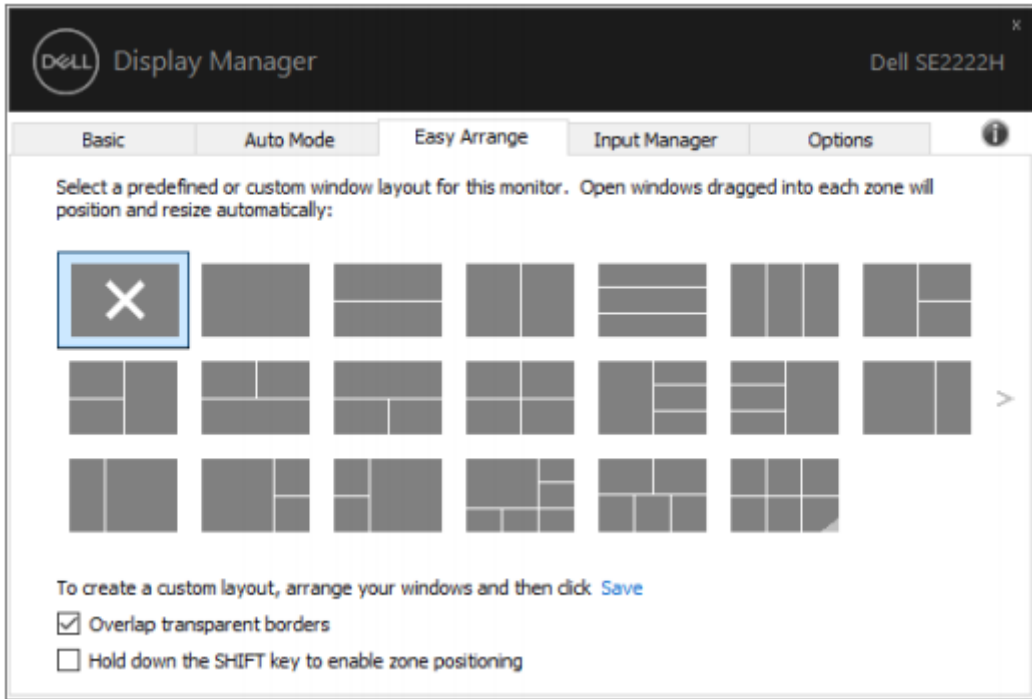 x
DELL Display Manager Dell SE2222H
Basic Auto Mode Easy Arrange Input Manager Options
Select a predefined or custom window layout for this monitor. Open windows dragged into each zone will
position and resize automatically:
>
To create a custom layout, arrange your windows and then click Save
Overlap transparent borders
Hold down the SHIFT key to enable zone positioning